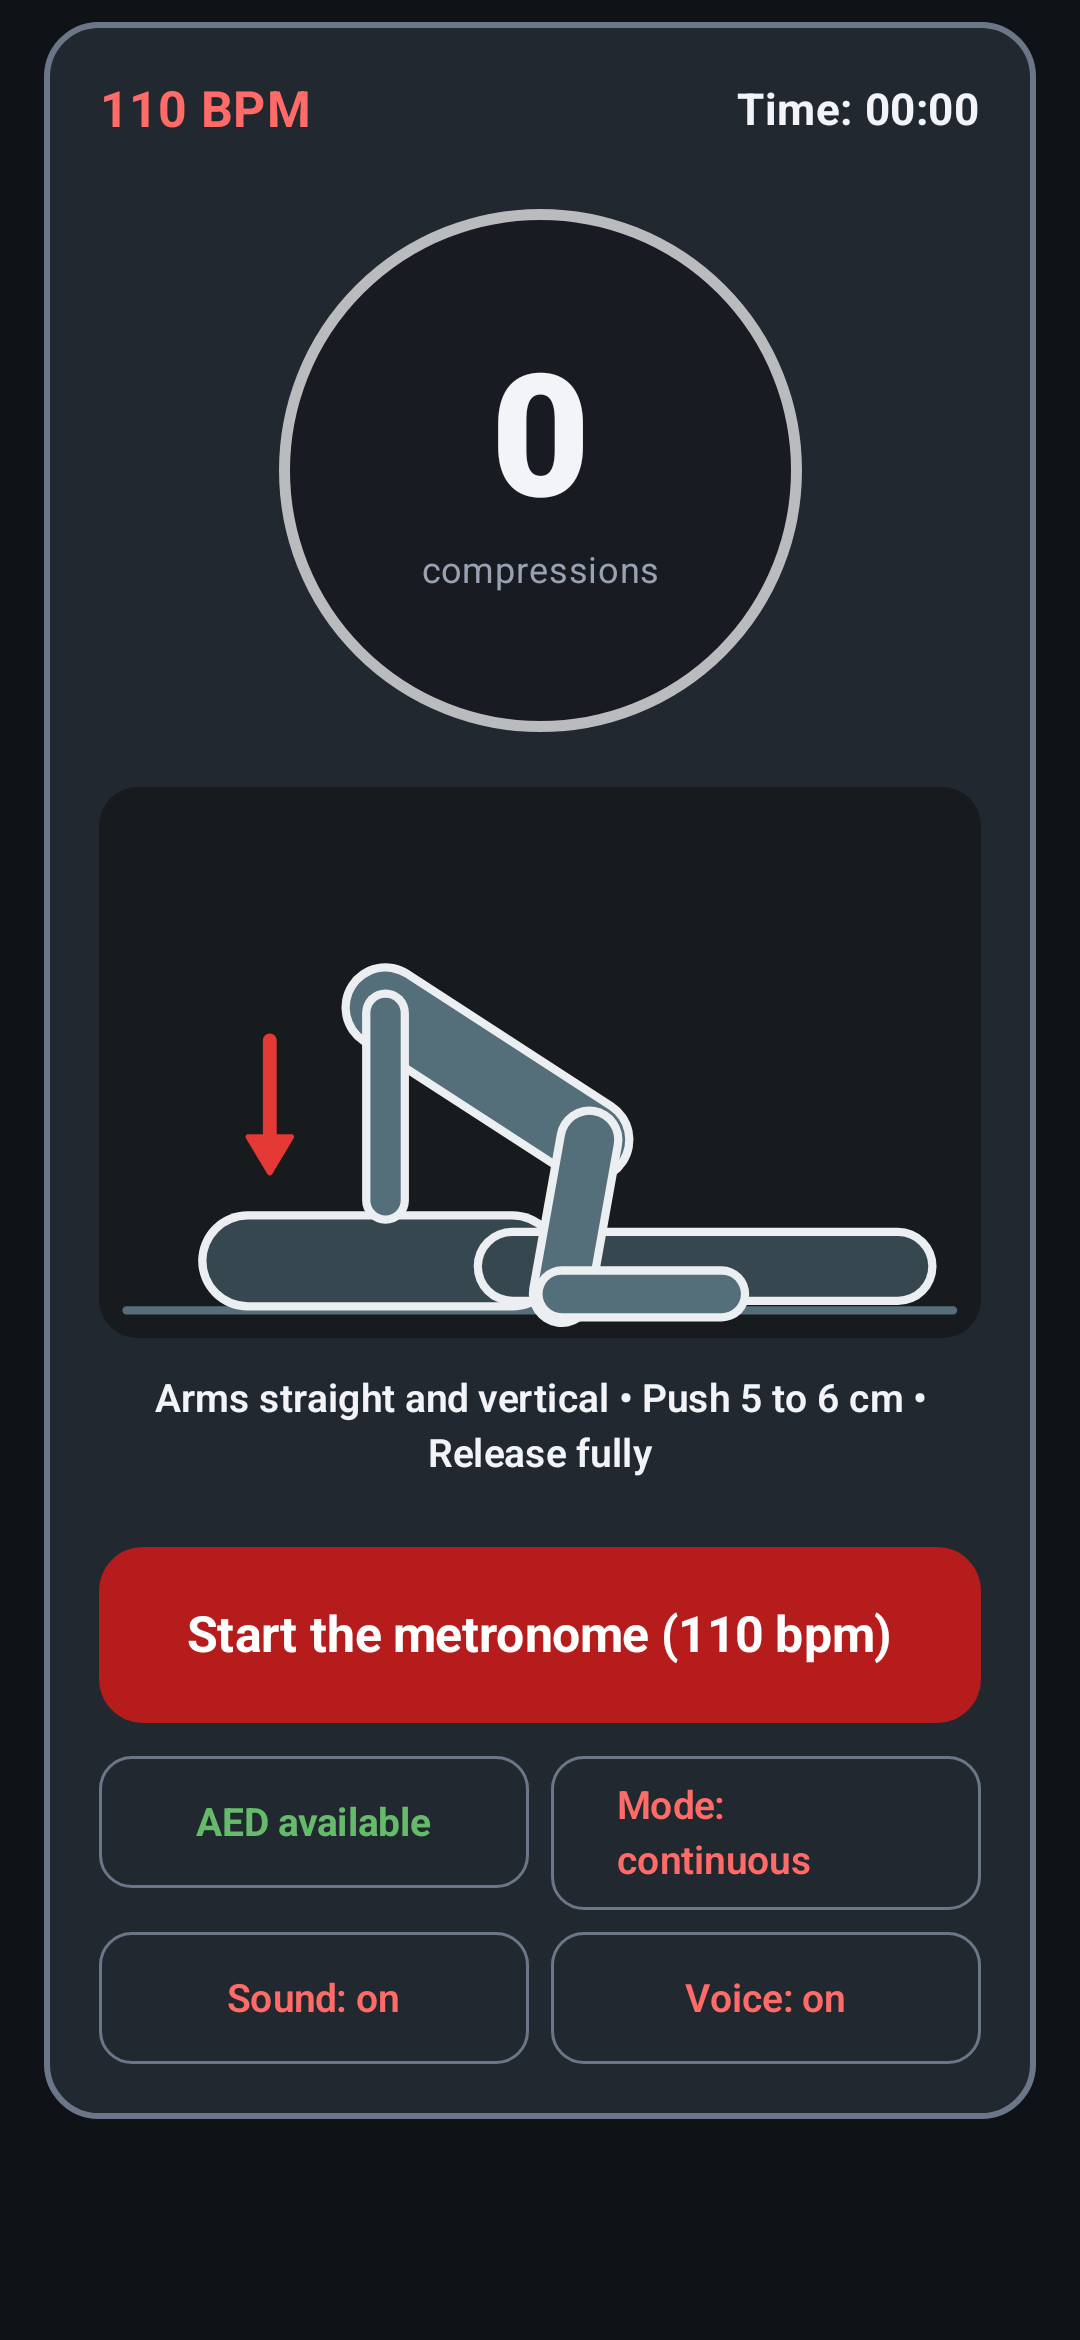 110 BPM
Time: 00:00
0
compressions
Arms straight and vertical • Push 5 to 6 cm •
Release fully
Start the metronome (110 bpm)
AED available
Mode:
continuous
Sound: on
Voice: on